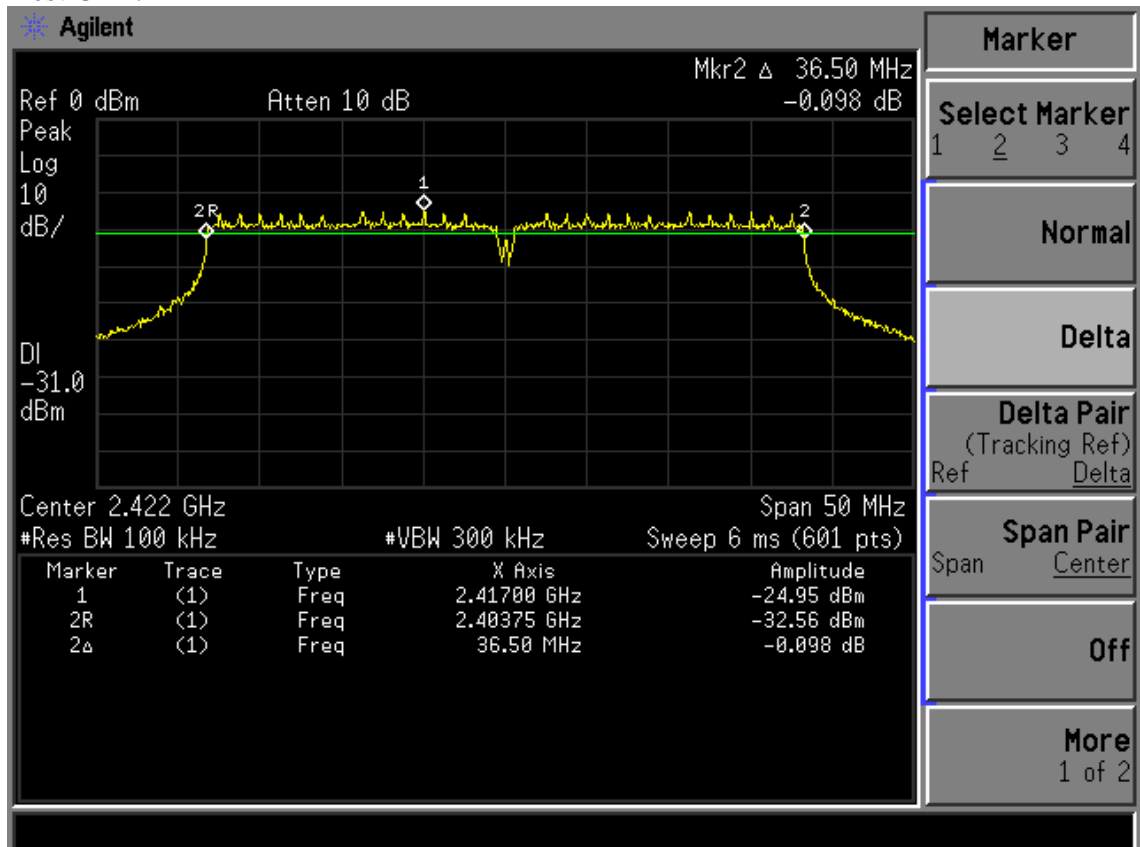 Agilent
Marker
Mkr2 Δ 36.50 MHz
Ref 0 dBm Atten 10 dB -0.098 dB
Peak
Log
10
dB/
1
2R
2
DI
-31.0
dBm
Center 2.422 GHz Span 50 MHz
#Res BW 100 kHz #VBW 300 kHz Sweep 6 ms (601 pts)
Marker Trace Type X Axis Amplitude
1 (1) Freq 2.41700 GHz -24.95 dBm
2R (1) Freq 2.40375 GHz -32.56 dBm
2Δ (1) Freq 36.50 MHz -0.098 dB
Select Marker
1 2 3 4
Normal
Delta
Delta Pair
(Tracking Ref)
Ref Delta
Span Pair
Span Center
Off
More
1 of 2